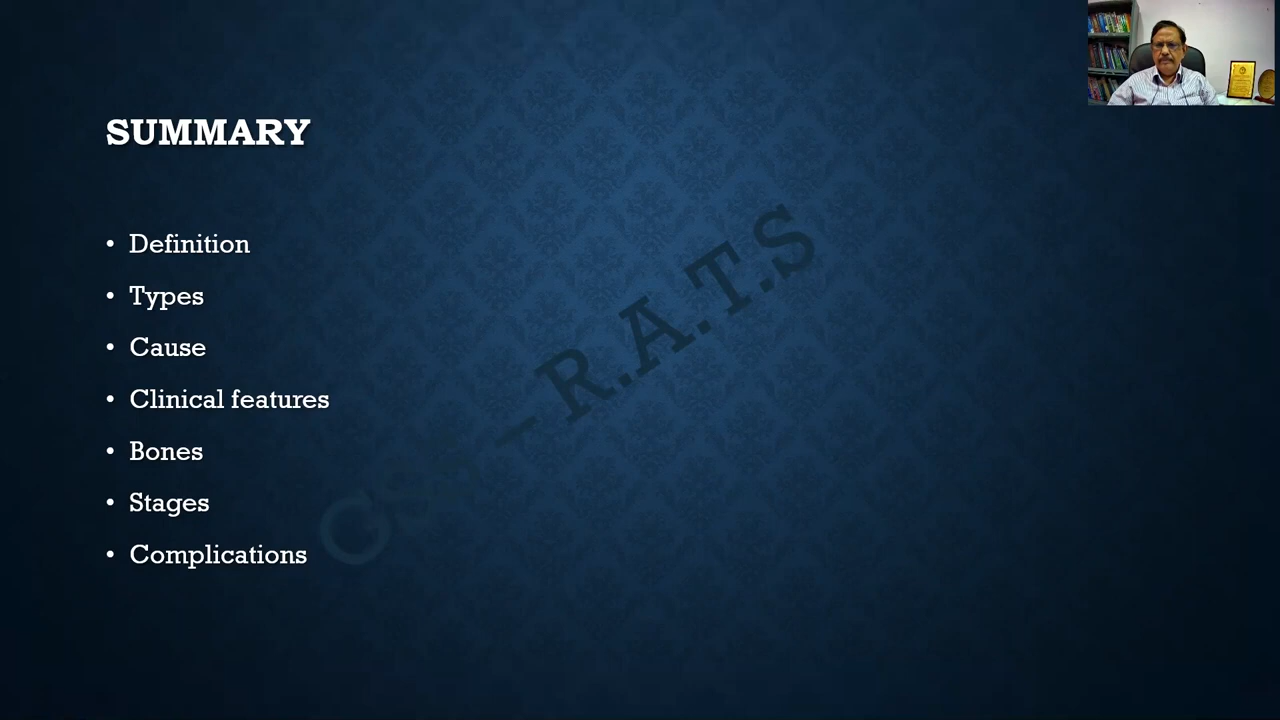 SUMMARY
• Definition
• Types
• Cause
• Clinical features
• Bones
• Stages
• Complications
R.A.T.S